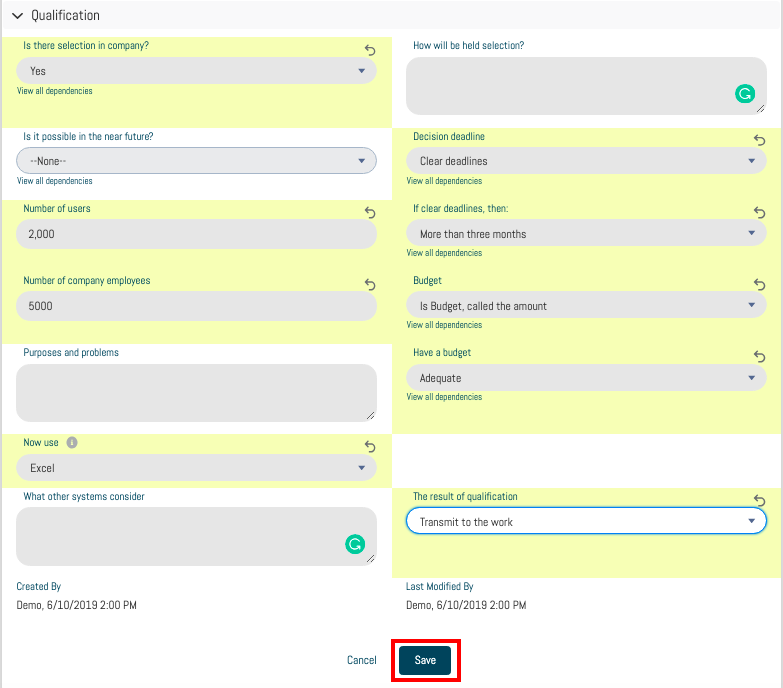 Qualification
Is there selection in company?
Yes
View all dependencies
How will be held selection?
Is it possible in the near future?
--None--
View all dependencies
Decision deadline
Clear deadlines
View all dependencies
Number of users
2,000
If clear deadlines, then:
More than three months
View all dependencies
Number of company employees
5000
Budget
Is Budget, called the amount
View all dependencies
Purposes and problems
Have a budget
Adequate
View all dependencies
Now use
Excel
What other systems consider
The result of qualification
Transmit to the work
Created By
Demo, 6/10/2019 2:00 PM
Last Modified By
Demo, 6/10/2019 2:00 PM
Cancel
Save